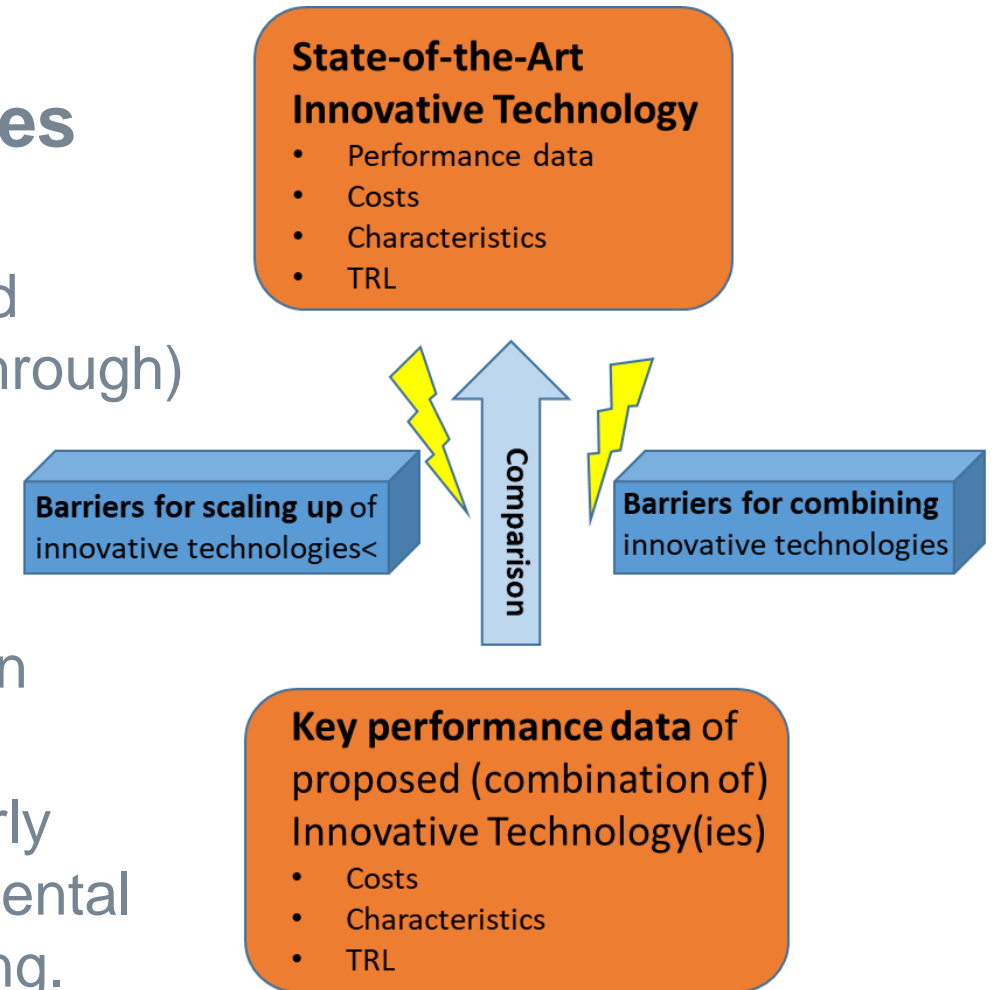 es
d
hrough)
n
rly
ental
ng.
State-of-the-Art
Innovative Technology
• Performance data
• Costs
• Characteristics
• TRL
Comparison
Barriers for scaling up of
innovative technologies<
Barriers for combining
innovative technologies
Key performance data of
proposed (combination of)
Innovative Technology(ies)
• Costs
• Characteristics
• TRL